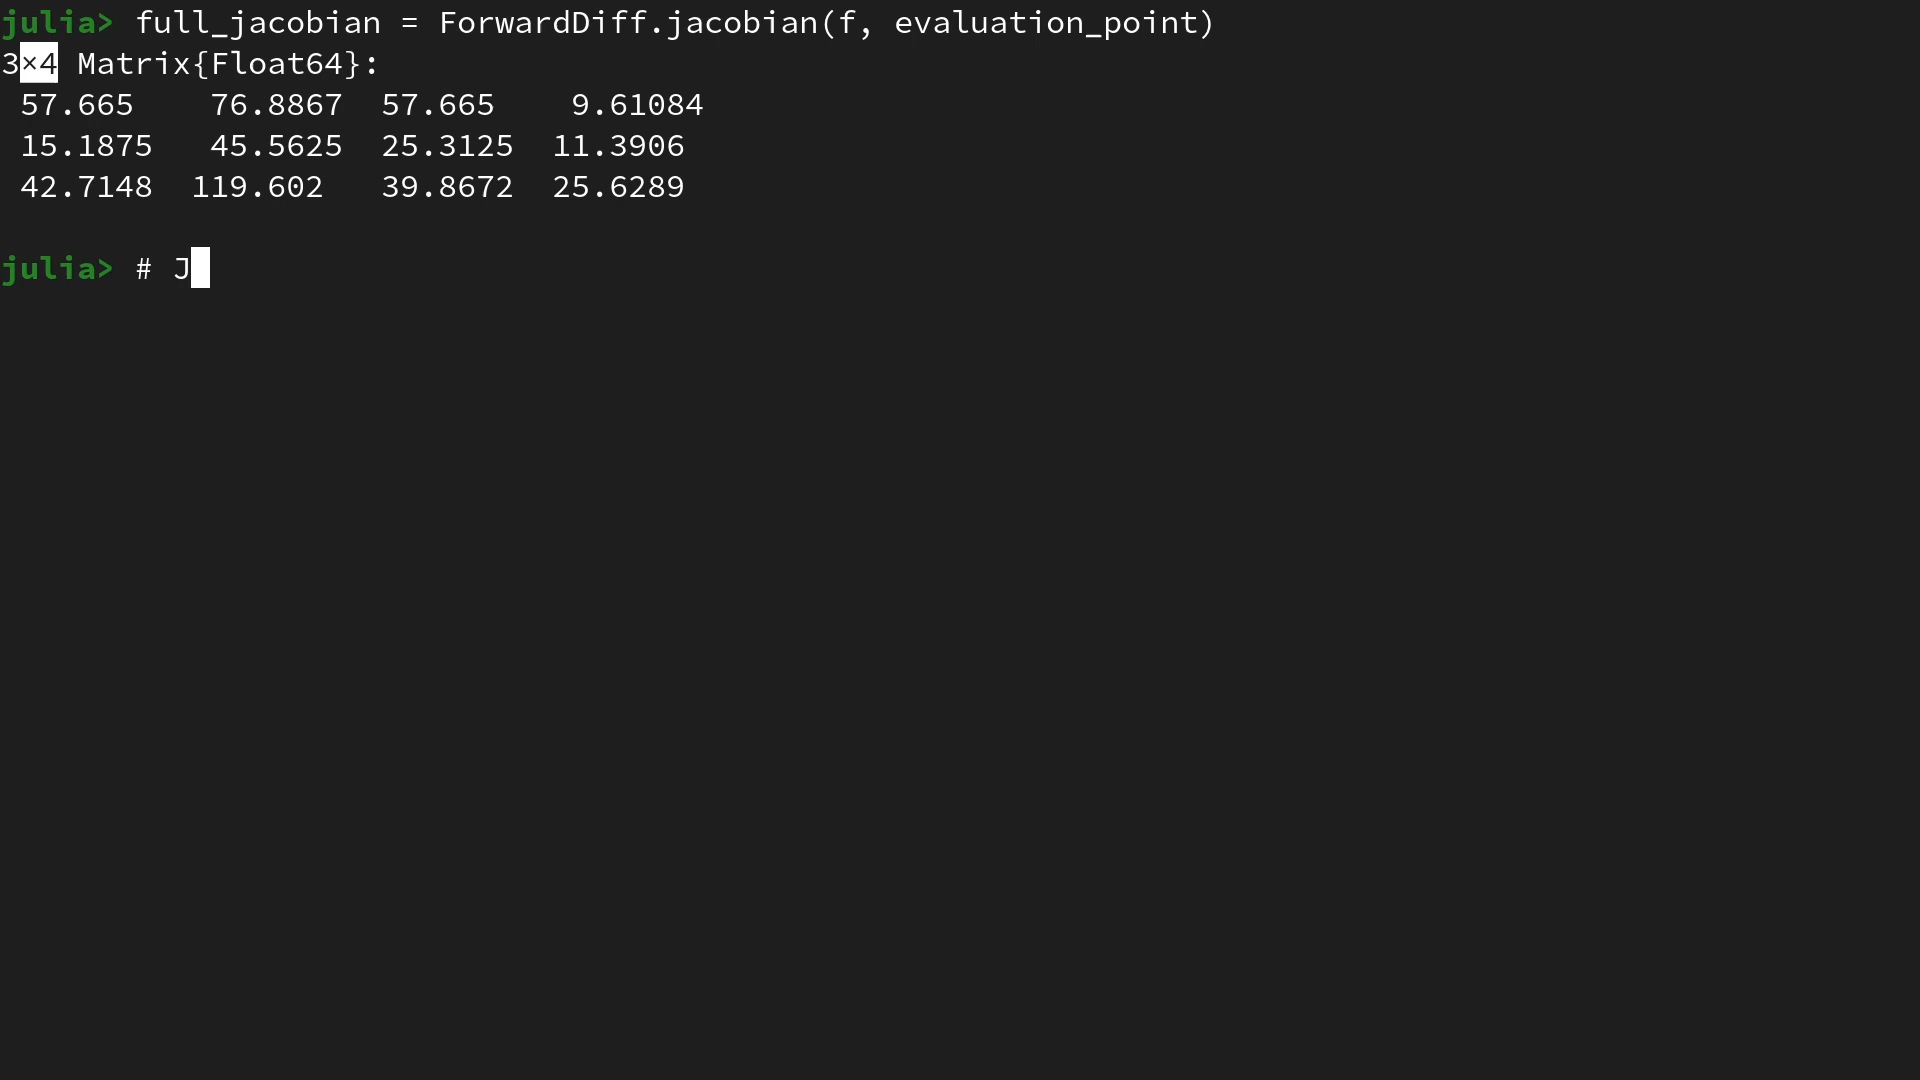 julia> full_jacobian = ForwardDiff.jacobian(f, evaluation_point)
3×4 Matrix{Float64}:
 57.665    76.8867  57.665    9.61084
 15.1875   45.5625  25.3125  11.3906
 42.7148  119.602   39.8672  25.6289

julia> # J